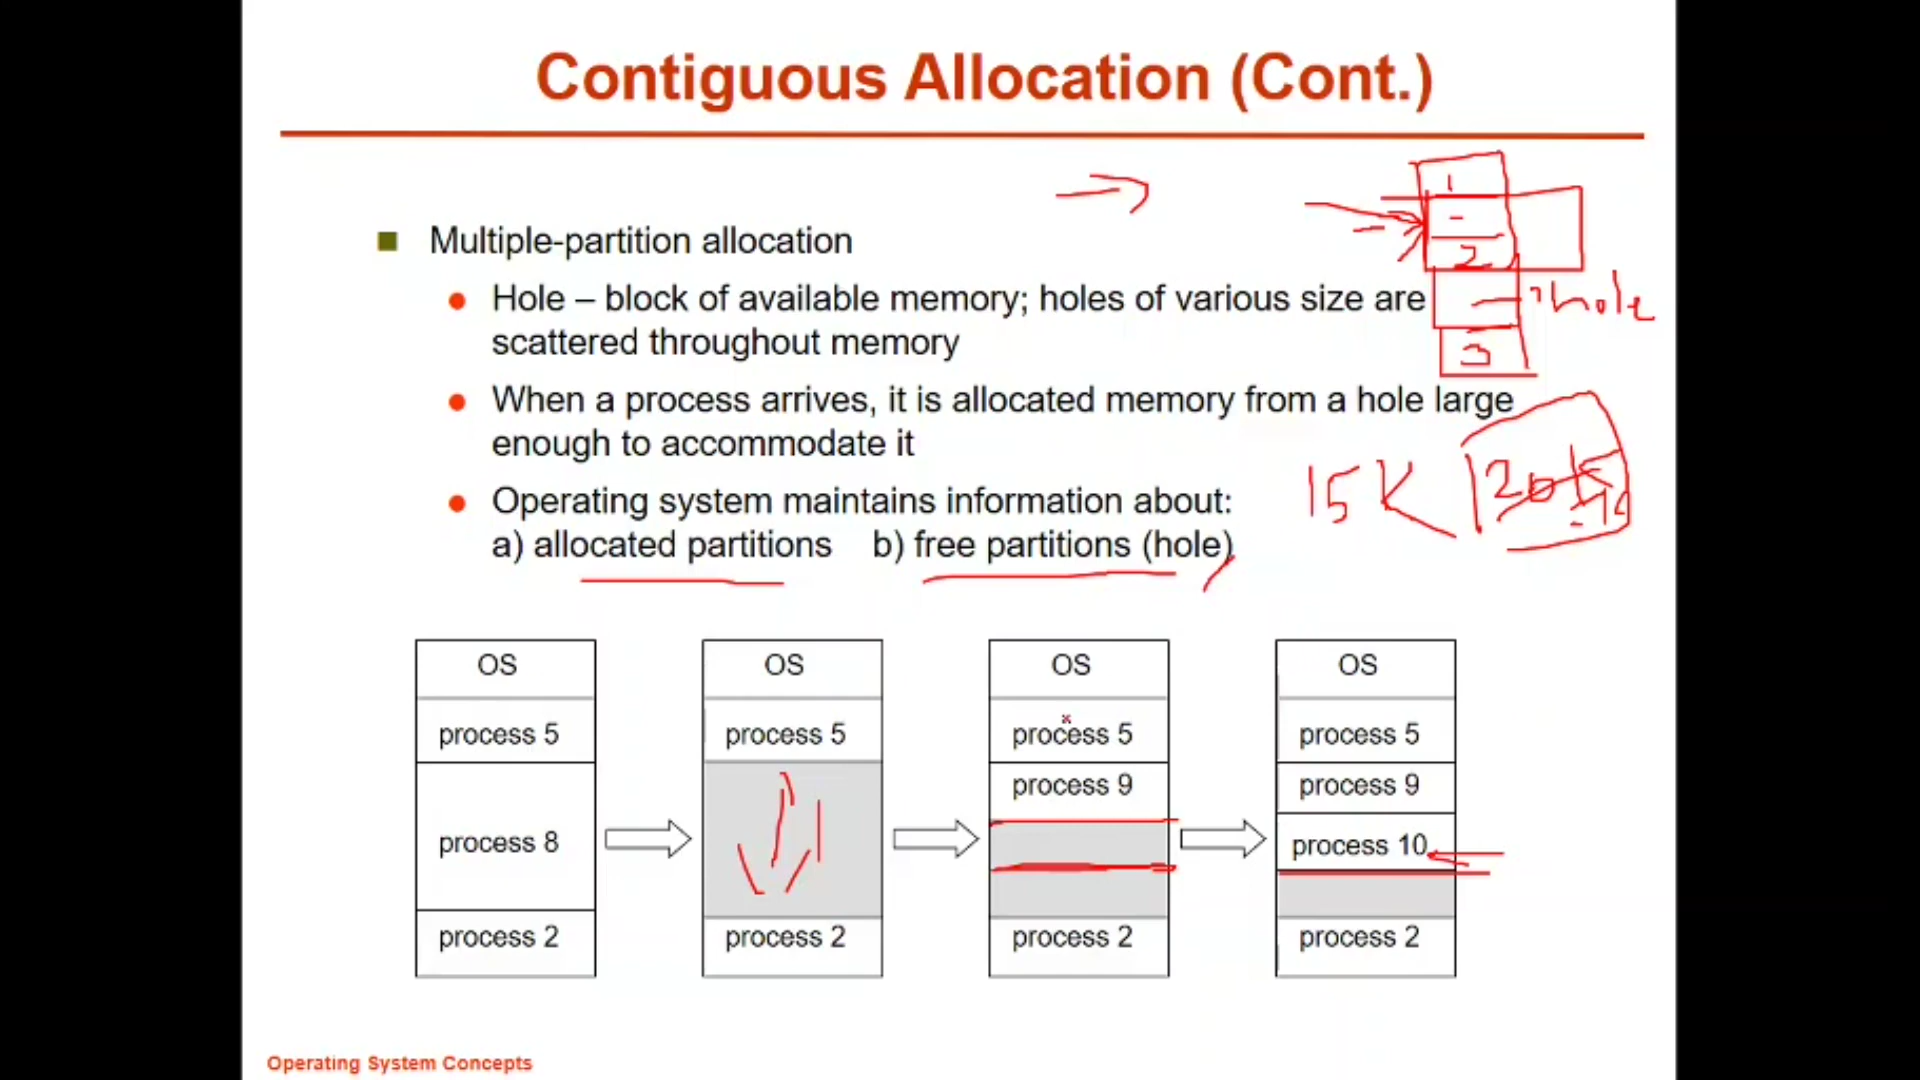 Contiguous Allocation (Cont.)
1
-
2
Multiple-partition allocation
Hole – block of available memory; holes of various size are
scattered throughout memory
hole
3
When a process arrives, it is allocated memory from a hole large
enough to accommodate it
15K
Operating system maintains information about:
a) allocated partitions b) free partitions (hole)
OS
process 5
process 8
process 2
OS
process 5
process 2
OS
process 5
process 9
process 2
OS
process 5
process 9
process 10
process 2
Operating System Concepts